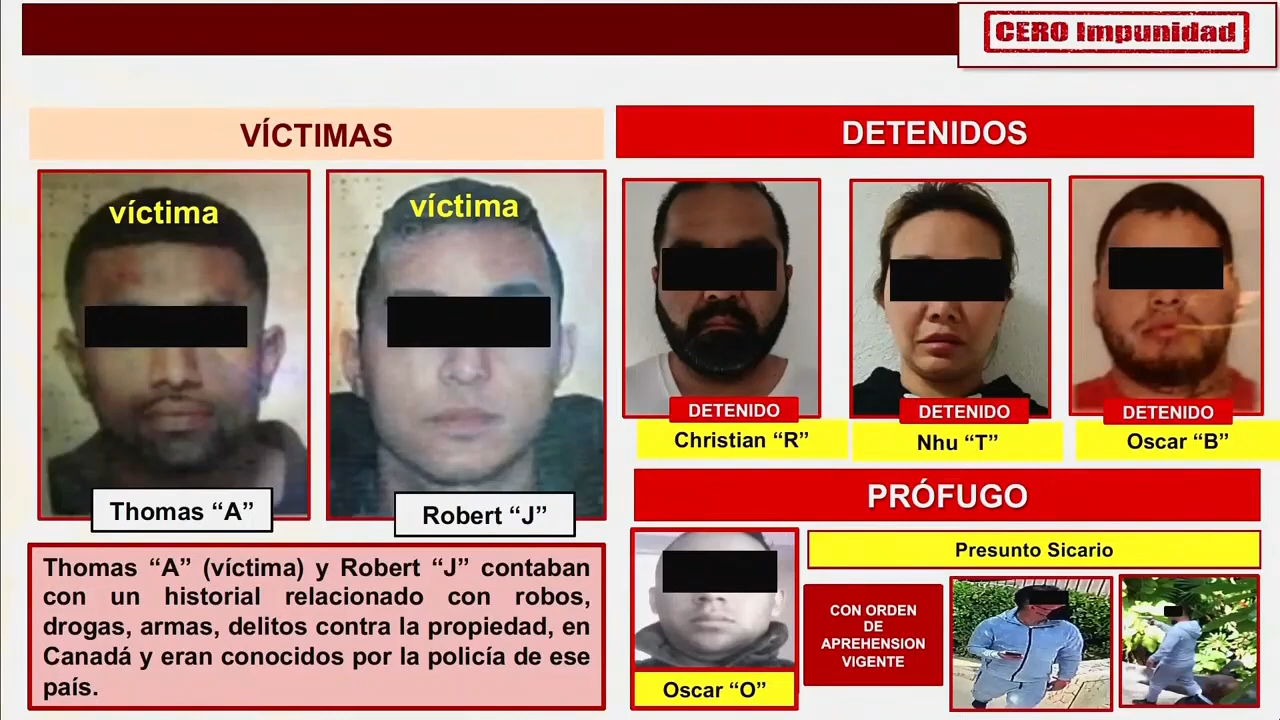 CERO Impunidad
VÍCTIMAS
víctima
víctima
Thomas “A”
Robert “J”
Thomas “A” (víctima) y Robert “J” contaban
con un historial relacionado con robos,
drogas, armas, delitos contra la propiedad, en
Canadá y eran conocidos por la policía de ese
país.
DETENIDOS
DETENIDO
Christian “R”
DETENIDO
Nhu “T”
DETENIDO
Oscar “B”
PRÓFUGO
Oscar “O”
Presunto Sicario
CON ORDEN
DE
APREHENSION
VIGENTE